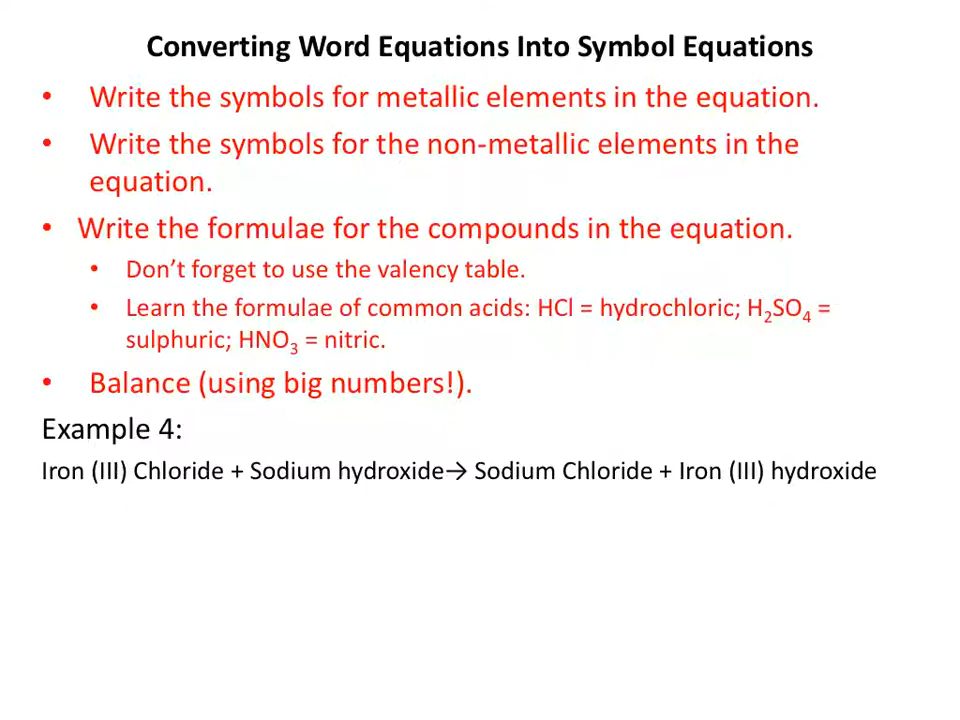 Converting Word Equations Into Symbol Equations
• Write the symbols for metallic elements in the equation.
• Write the symbols for the non-metallic elements in the
equation.
• Write the formulae for the compounds in the equation.
• Don’t forget to use the valency table.
• Learn the formulae of common acids: HCl = hydrochloric; H₂SO₄ =
sulphuric; HNO₃ = nitric.
• Balance (using big numbers!).
Example 4:
Iron (III) Chloride + Sodium hydroxide→ Sodium Chloride + Iron (III) hydroxide